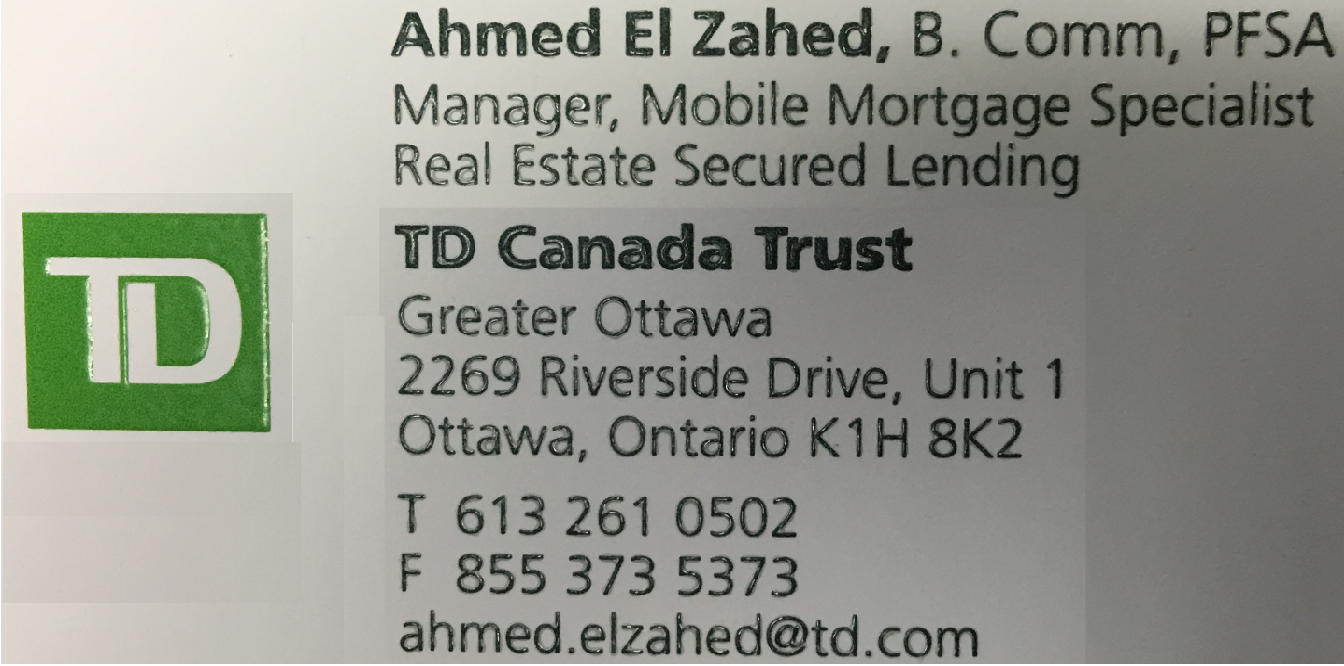 Ahmed El Zahed, B. Comm, PFSA
Manager, Mobile Mortgage Specialist
Real Estate Secured Lending
TD
TD Canada Trust
Greater Ottawa
2269 Riverside Drive, Unit 1
Ottawa, Ontario K1H 8K2
T 613 261 0502
F 855 373 5373
ahmed.elzahed@td.com